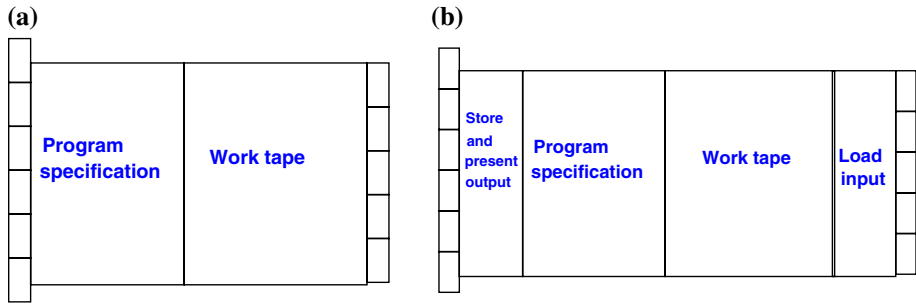 (a)
Program
specification
Work tape
(b)
Store
and
present
output
Program
specification
Work tape
Load
input